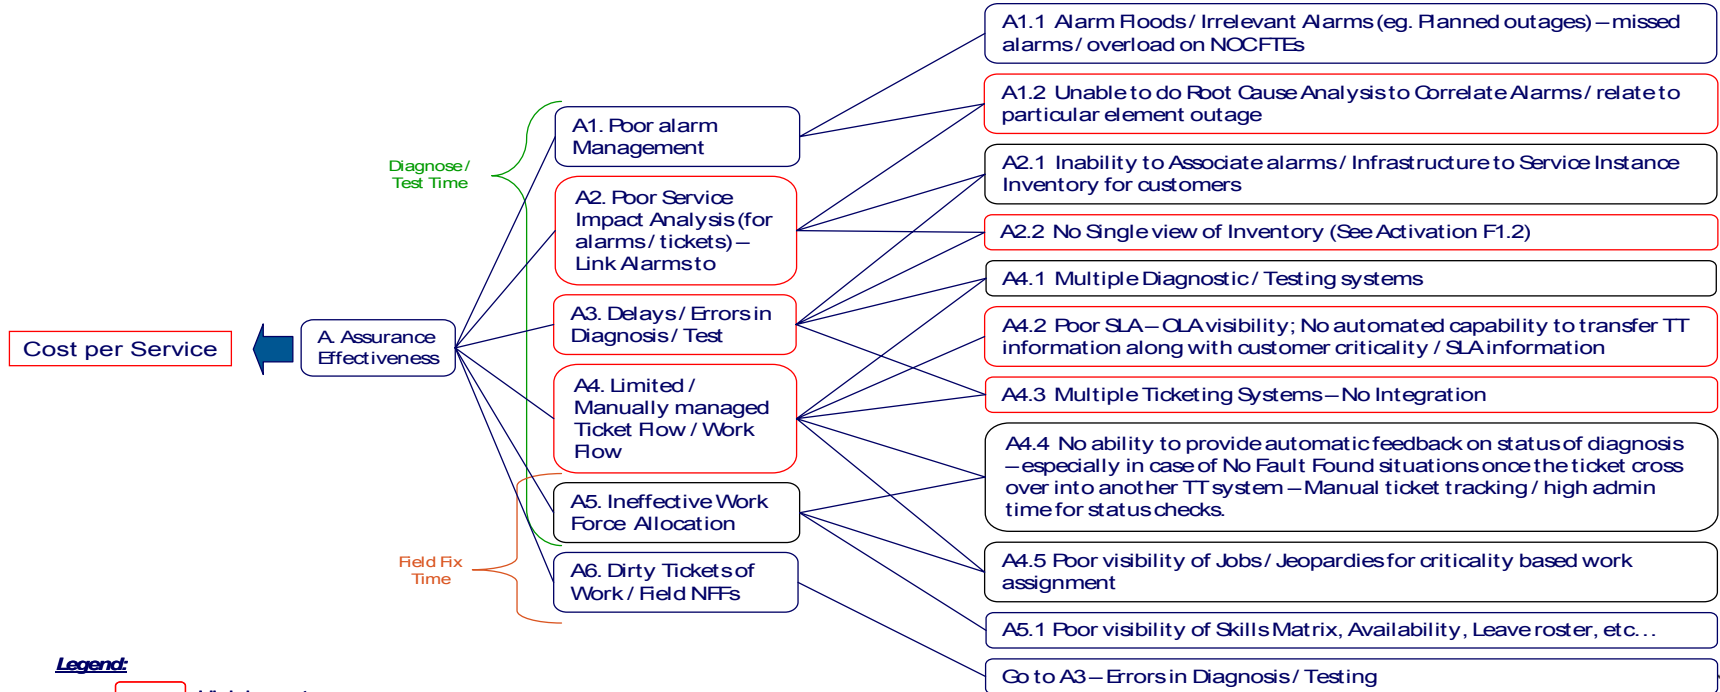 A1.1 Alarm Floods / Irrelevant Alarms (eg. Planned outages) – missed
alarms / overload on NOC FTEs
A1.2 Unable to do Root Cause Analysis to Correlate Alarms / relate to
particular element outage
A1. Poor alarm
Management
Diagnose /
Test Time
A2.1 Inability to Associate alarms / Infrastructure to Service Instance
Inventory for customers
A2. Poor Service
Impact Analysis (for
alarms / tickets) –
Link Alarms to
A2.2 No Single view of Inventory (See Activation F1.2)
A4.1 Multiple Diagnostic / Testing systems
A3. Delays / Errors in
Diagnosis / Test
A4.2 Poor SLA – OLA visibility; No automated capability to transfer TT
information along with customer criticality / SLA information
Cost per Service
A. Assurance
Effectiveness
A4. Limited /
Manually managed
Ticket Flow / Work
Flow
A4.3 Multiple Ticketing Systems – No Integration
A4.4 No ability to provide automatic feedback on status of diagnosis
– especially in case of No Fault Found situations once the ticket cross
over into another TT system – Manual ticket tracking / high admin
time for status checks.
A5. Ineffective Work
Force Allocation
Field Fix
Time
A4.5 Poor visibility of Jobs / Jeopardies for criticality based work
assignment
A6. Dirty Tickets of
Work / Field NFFs
A5.1 Poor visibility of Skills Matrix, Availability, Leave roster, etc…
Go to A3 – Errors in Diagnosis / Testing
Legend: